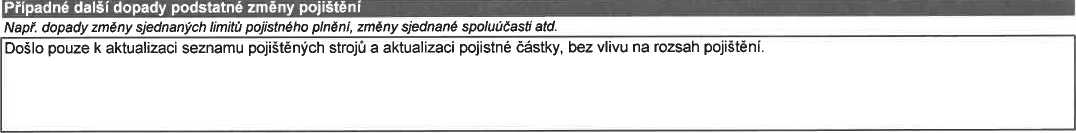 Případné další dopady podstatné změny pojištění
Např. dopady změny sjednaných limitů pojistného plnění, změny sjednané spoluúčasti atd.
Došlo pouze k aktualizaci seznamu pojištěných strojů a aktualizaci pojistné částky, bez vlivu na rozsah pojištění.